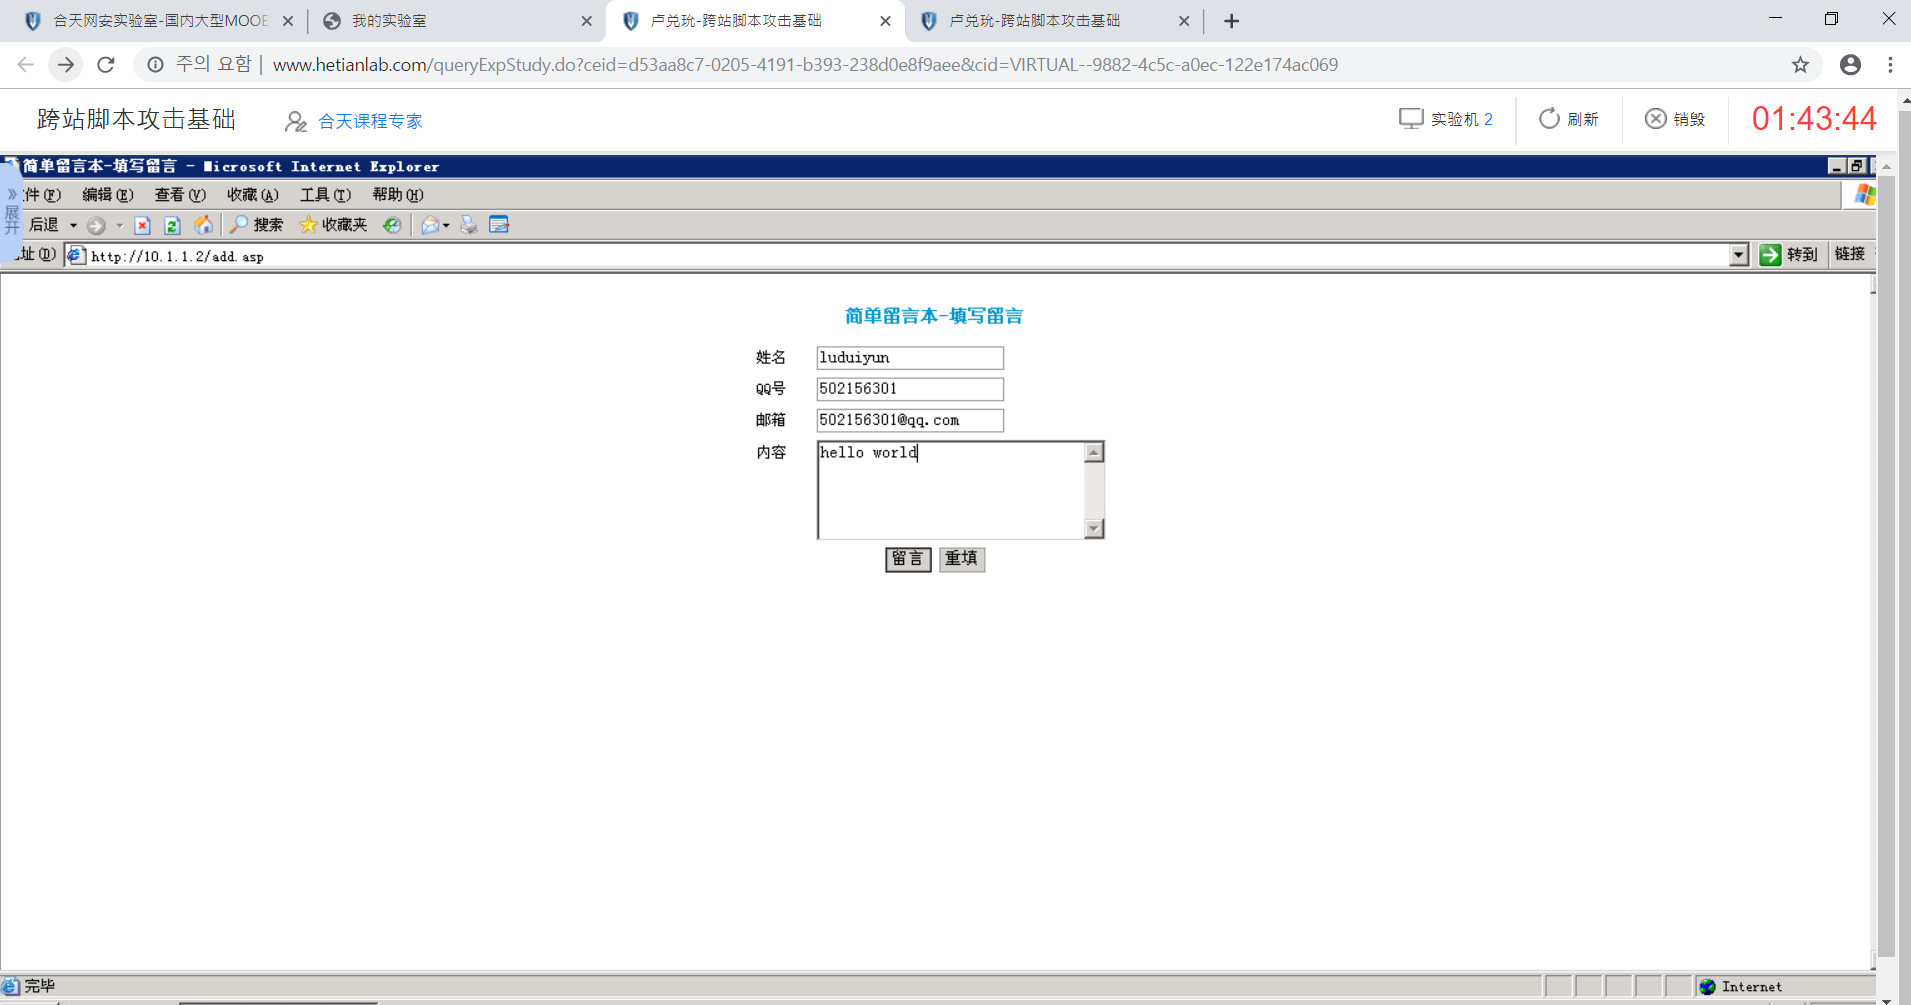 合天网安实验室-国内大型MOOE
我的实验室
卢兑玧-跨站脚本攻击基础
卢兑玧-跨站脚本攻击基础
주의 요함 | www.hetianlab.com/queryExpStudy.do?ceid=d53aa8c7-0205-4191-b393-238d0e8f9aee&cid=VIRTUAL--9882-4c5c-a0ec-122e174ac069
跨站脚本攻击基础
合天课程专家
实验机 2
刷新
销毁
01:43:44
简单留言本-填写留言 - Microsoft Internet Explorer
件(F) 编辑(E) 查看(V) 收藏(A) 工具(T) 帮助(H)
» 展开
后退 搜索 收藏夹
址(D) http://10.1.1.2/add.asp 转到 链接
简单留言本-填写留言
姓名 luduiyun
QQ号 502156301
邮箱 502156301@qq.com
内容 hello world
留言 重填
完毕 Internet